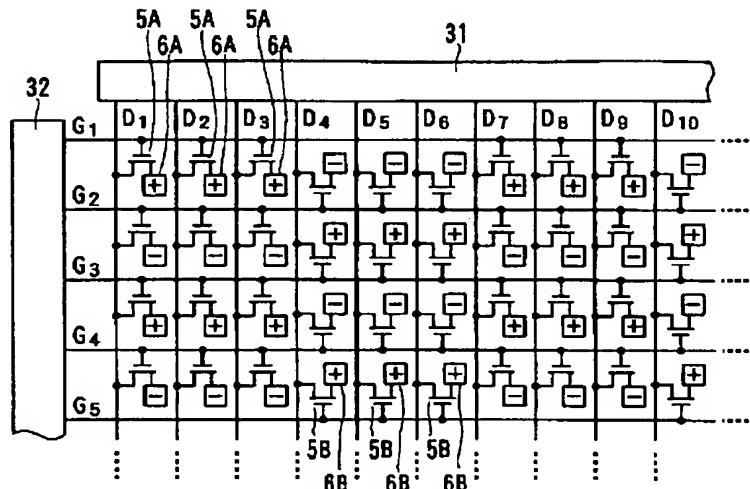 5A 5A 5A 31
32 6A 6A 6A
G1 D1 D2 D3 D4 D5 D6 D7 D8 D9 D10
+ + + − − − + + + −
G2
− − − + + + − − − +
G3
+ + + − − − + + + −
G4
− − − + + + − − − +
G5
5B 5B 5B
6B 6B 6B